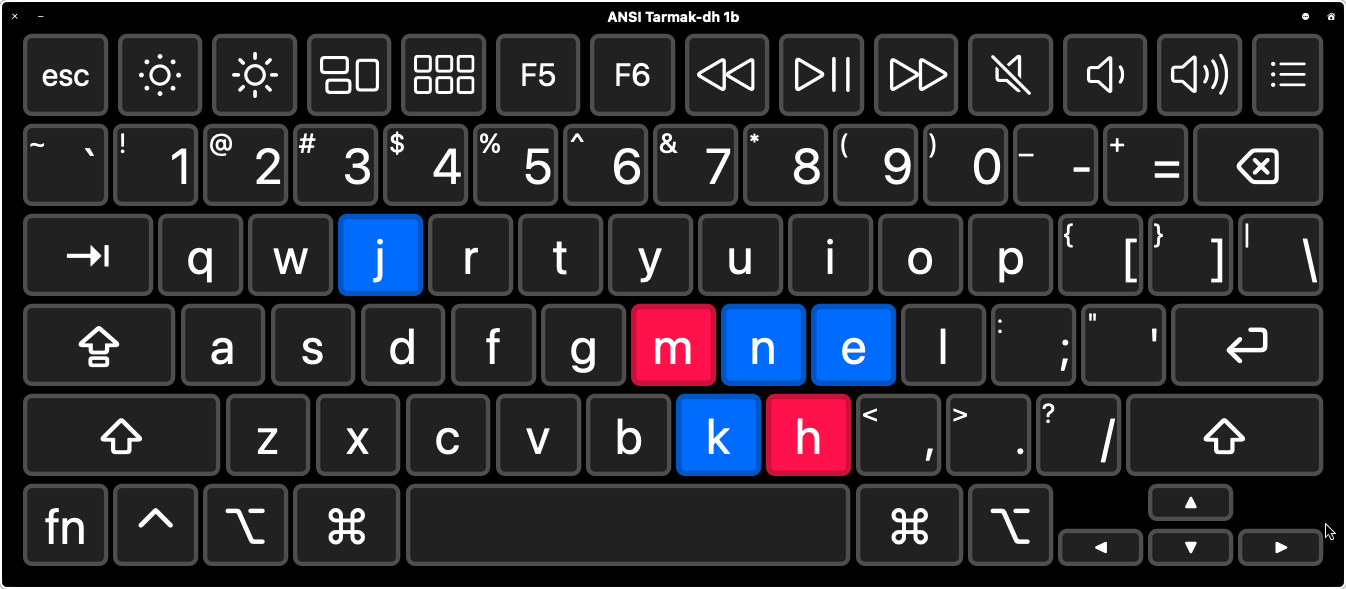 ANSI Tarmak-dh 1b
esc F5 F6
~ ` ! 1 @ 2 # 3 $ 4 % 5 ^ 6 & 7 * 8 ( 9 ) 0 _ - + =
q w j r t y u i o p { [ } ] | \
a s d f g m n e l : ; " '
z x c v b k h < , > . ? /
fn